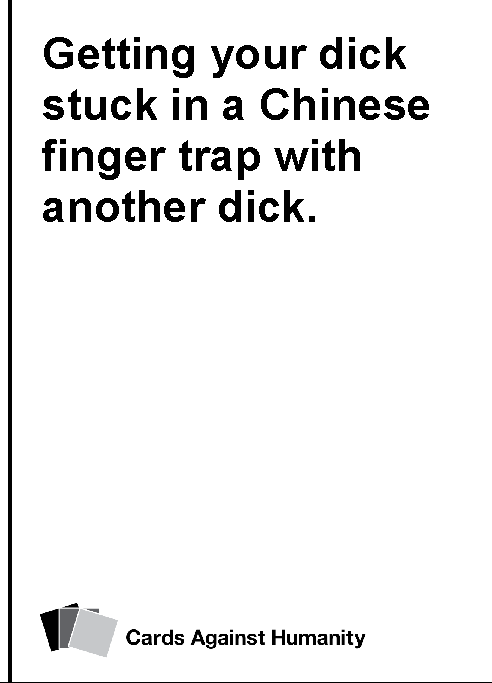 Getting your dick
stuck in a Chinese
finger trap with
another dick.
Cards Against Humanity